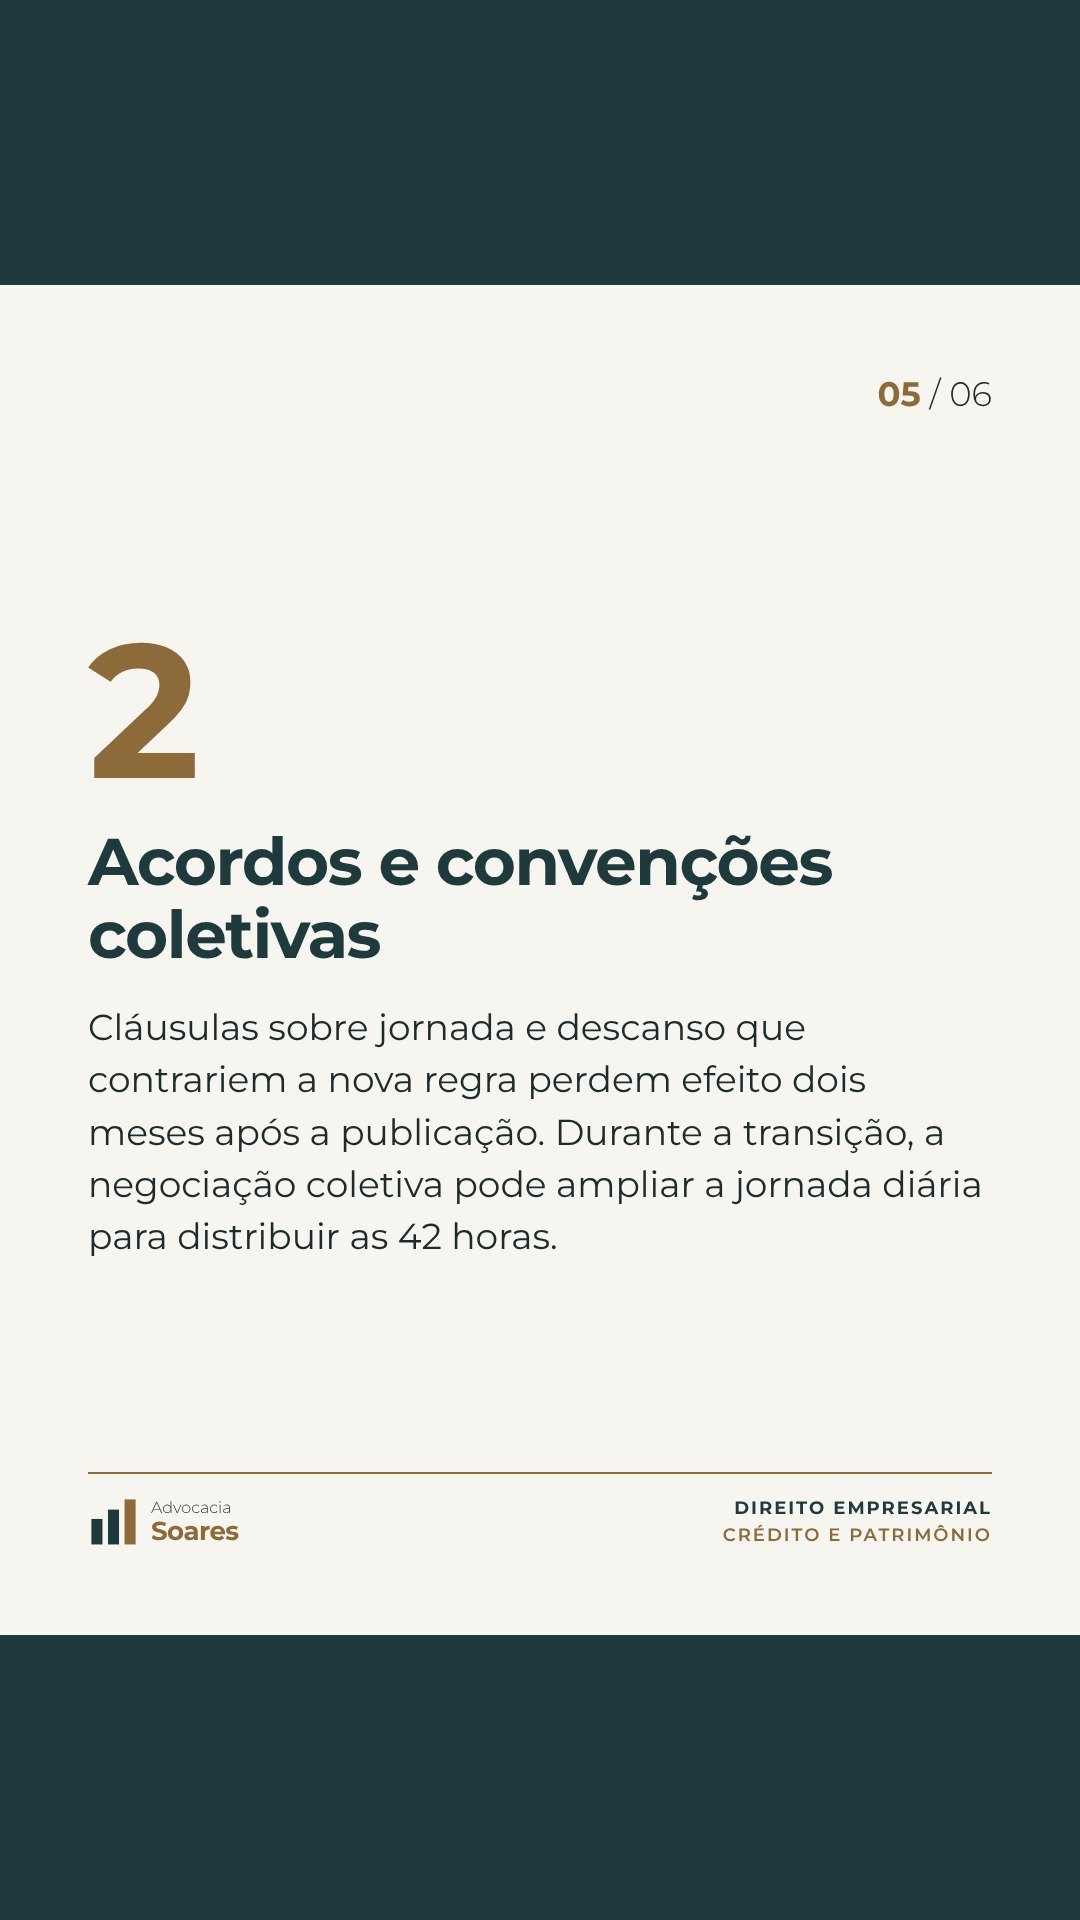 05 / 06
2
Acordos e convenções
coletivas
Cláusulas sobre jornada e descanso que
contrariem a nova regra perdem efeito dois
meses após a publicação. Durante a transição, a
negociação coletiva pode ampliar a jornada diária
para distribuir as 42 horas.
Advocacia
Soares
DIREITO EMPRESARIAL
CRÉDITO E PATRIMÔNIO